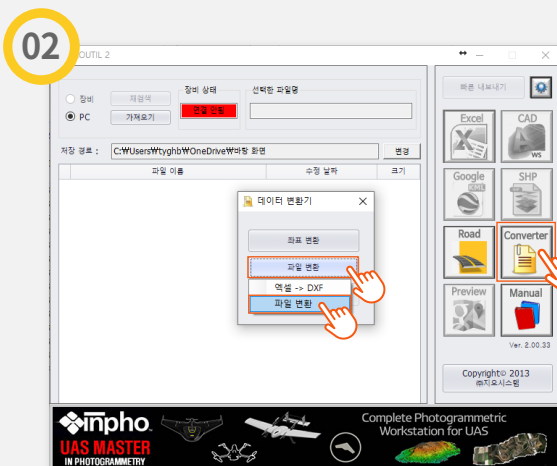 02
OUTIL 2
장비
재검색
장비 상태
연결 안됨
선택한 파일명
PC
가져오기
저장 경로 : C:₩Users₩tyghb₩OneDrive₩바탕 화면
변경
파일 이름
수정 날짜
크기
데이터 변환기
좌표 변환
파일 변환
엑셀 -> DXF
파일 변환
빠른 내보내기
Excel
CAD
WS
Google
KML
SHP
Road
Converter
Preview
Manual
Ver. 2.00.33
Copyright© 2013
㈜지오시스템
inpho
UAS MASTER
IN PHOTOGRAMMETRY
Complete Photogrammetric
Workstation for UAS